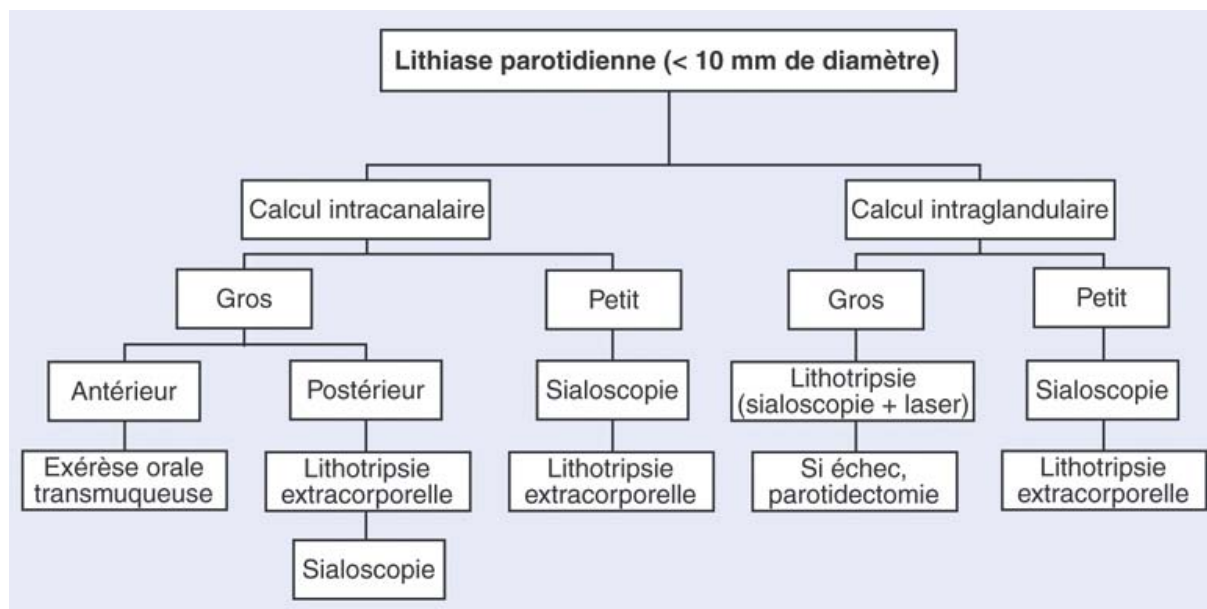 Lithiase parotidienne (< 10 mm de diamètre)
Calcul intracanalaire
Calcul intraglandulaire
Gros
Petit
Gros
Petit
Antérieur
Postérieur
Sialoscopie
Lithotripsie
(sialoscopie + laser)
Sialoscopie
Exérèse orale
transmuqueuse
Lithotripsie
extracorporelle
Lithotripsie
extracorporelle
Si échec,
parotidectomie
Lithotripsie
extracorporelle
Sialoscopie